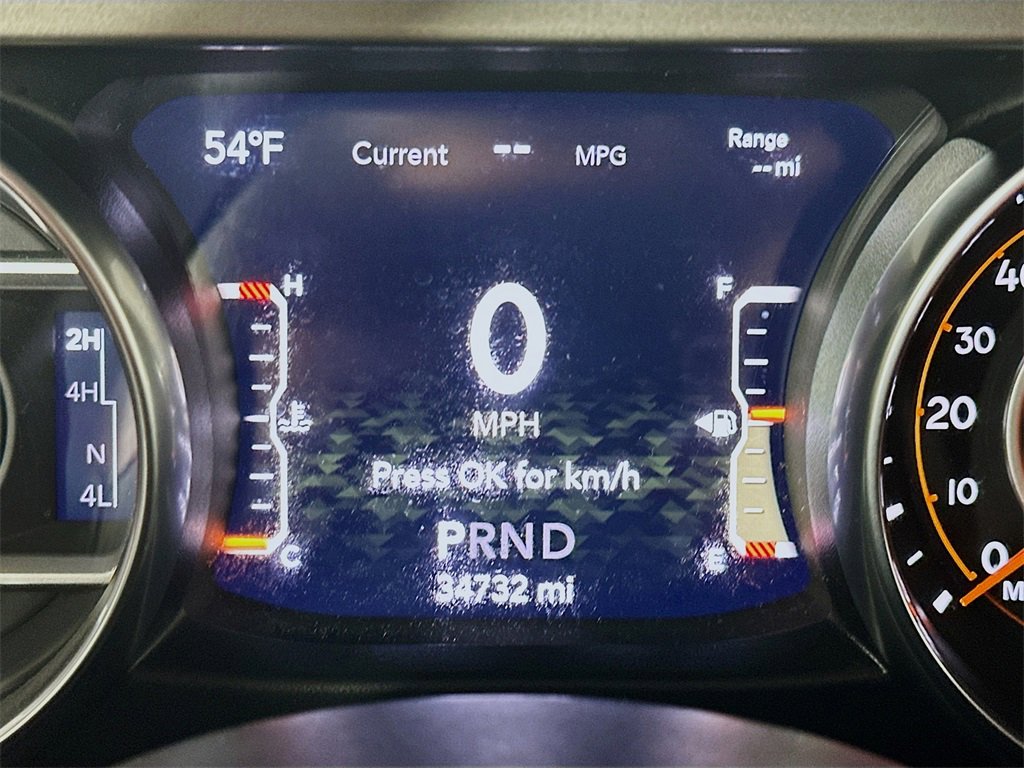 54°F Current -- MPG Range
--mi
H
F
0
MPH
Press OK for km/h
PRND
34732 mi
C
E
2H
4H
N
4L
30
20
10
0